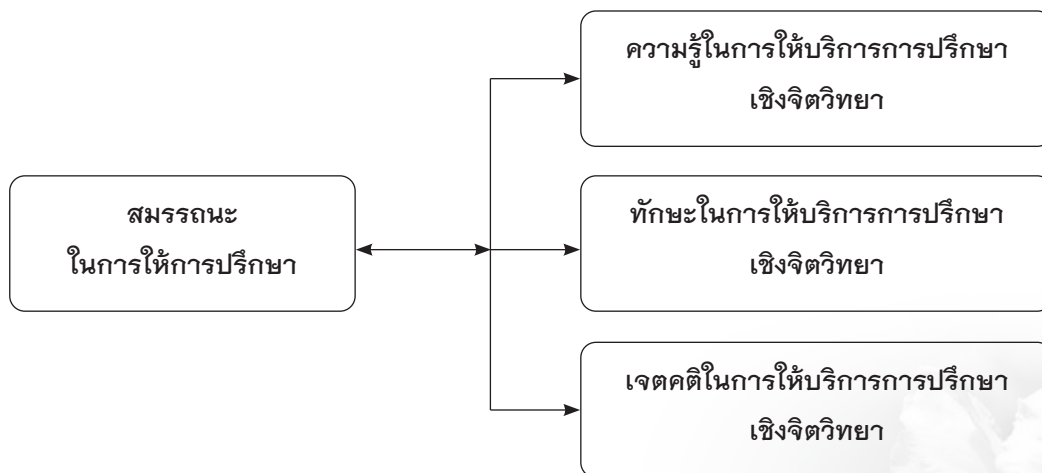 ความรู้ในการให้บริการการปรึกษา
เชิงจิตวิทยา
สมรรถนะ
ในการให้การปรึกษา
ทักษะในการให้บริการการปรึกษา
เชิงจิตวิทยา
เจตคติในการให้บริการการปรึกษา
เชิงจิตวิทยา